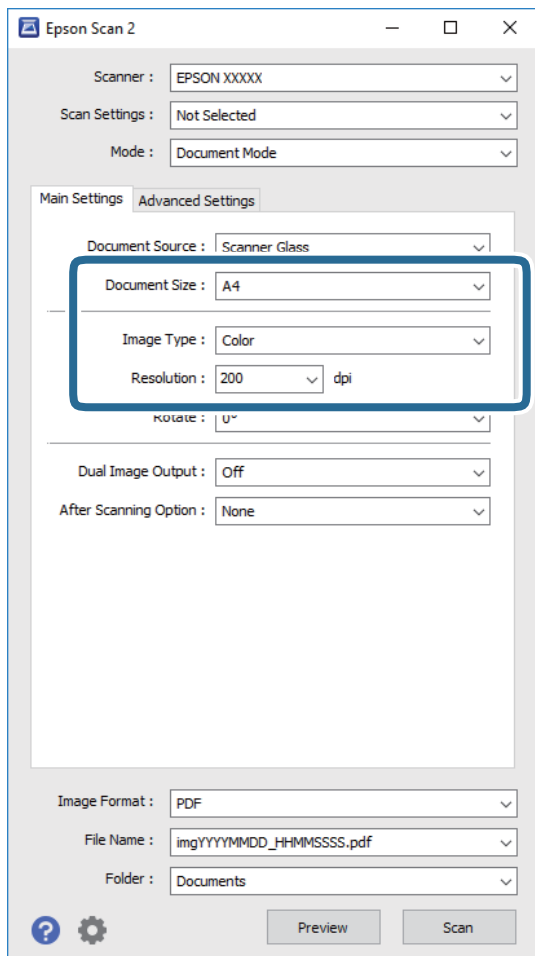 Epson Scan 2
Scanner : EPSON XXXXX
Scan Settings : Not Selected
Mode : Document Mode
Main Settings Advanced Settings
Document Source : Scanner Glass
Document Size : A4
Image Type : Color
Resolution : 200 dpi
Rotate : 0°
Dual Image Output : Off
After Scanning Option : None
Image Format : PDF
File Name : imgYYYYMMDD_HHMMSSSS.pdf
Folder : Documents
? Preview Scan